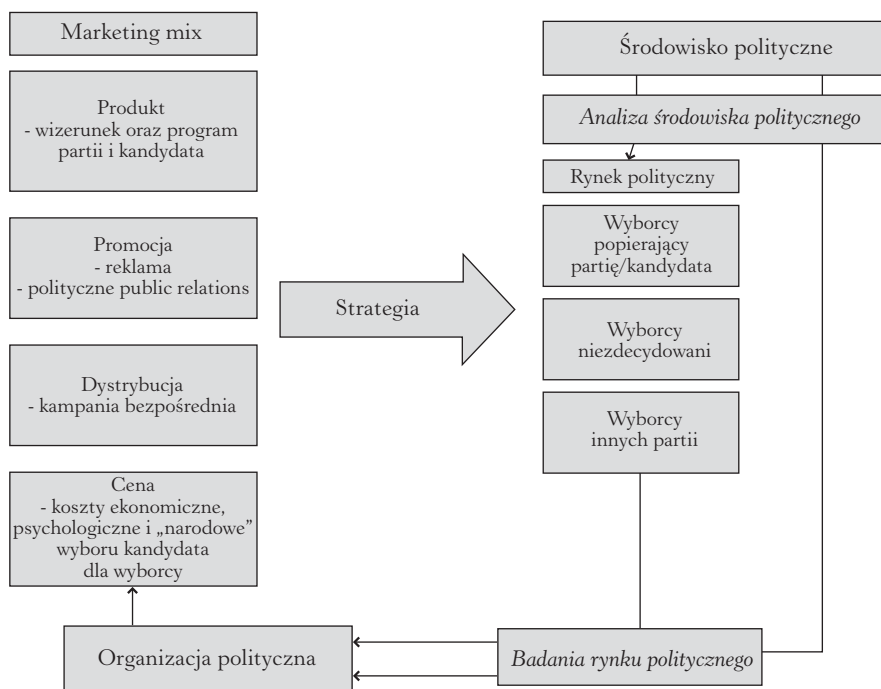 Marketing mix
Produkt
- wizerunek oraz program
partii i kandydata
Promocja
- reklama
- polityczne public relations
Dystrybucja
- kampania bezpośrednia
Cena
- koszty ekonomiczne,
psychologiczne i „narodowe”
wyboru kandydata
dla wyborcy
Organizacja polityczna
Strategia
Środowisko polityczne
Analiza środowiska politycznego
Rynek polityczny
Wyborcy
popierający
partię/kandydata
Wyborcy
niezdecydowani
Wyborcy
innych partii
Badania rynku politycznego